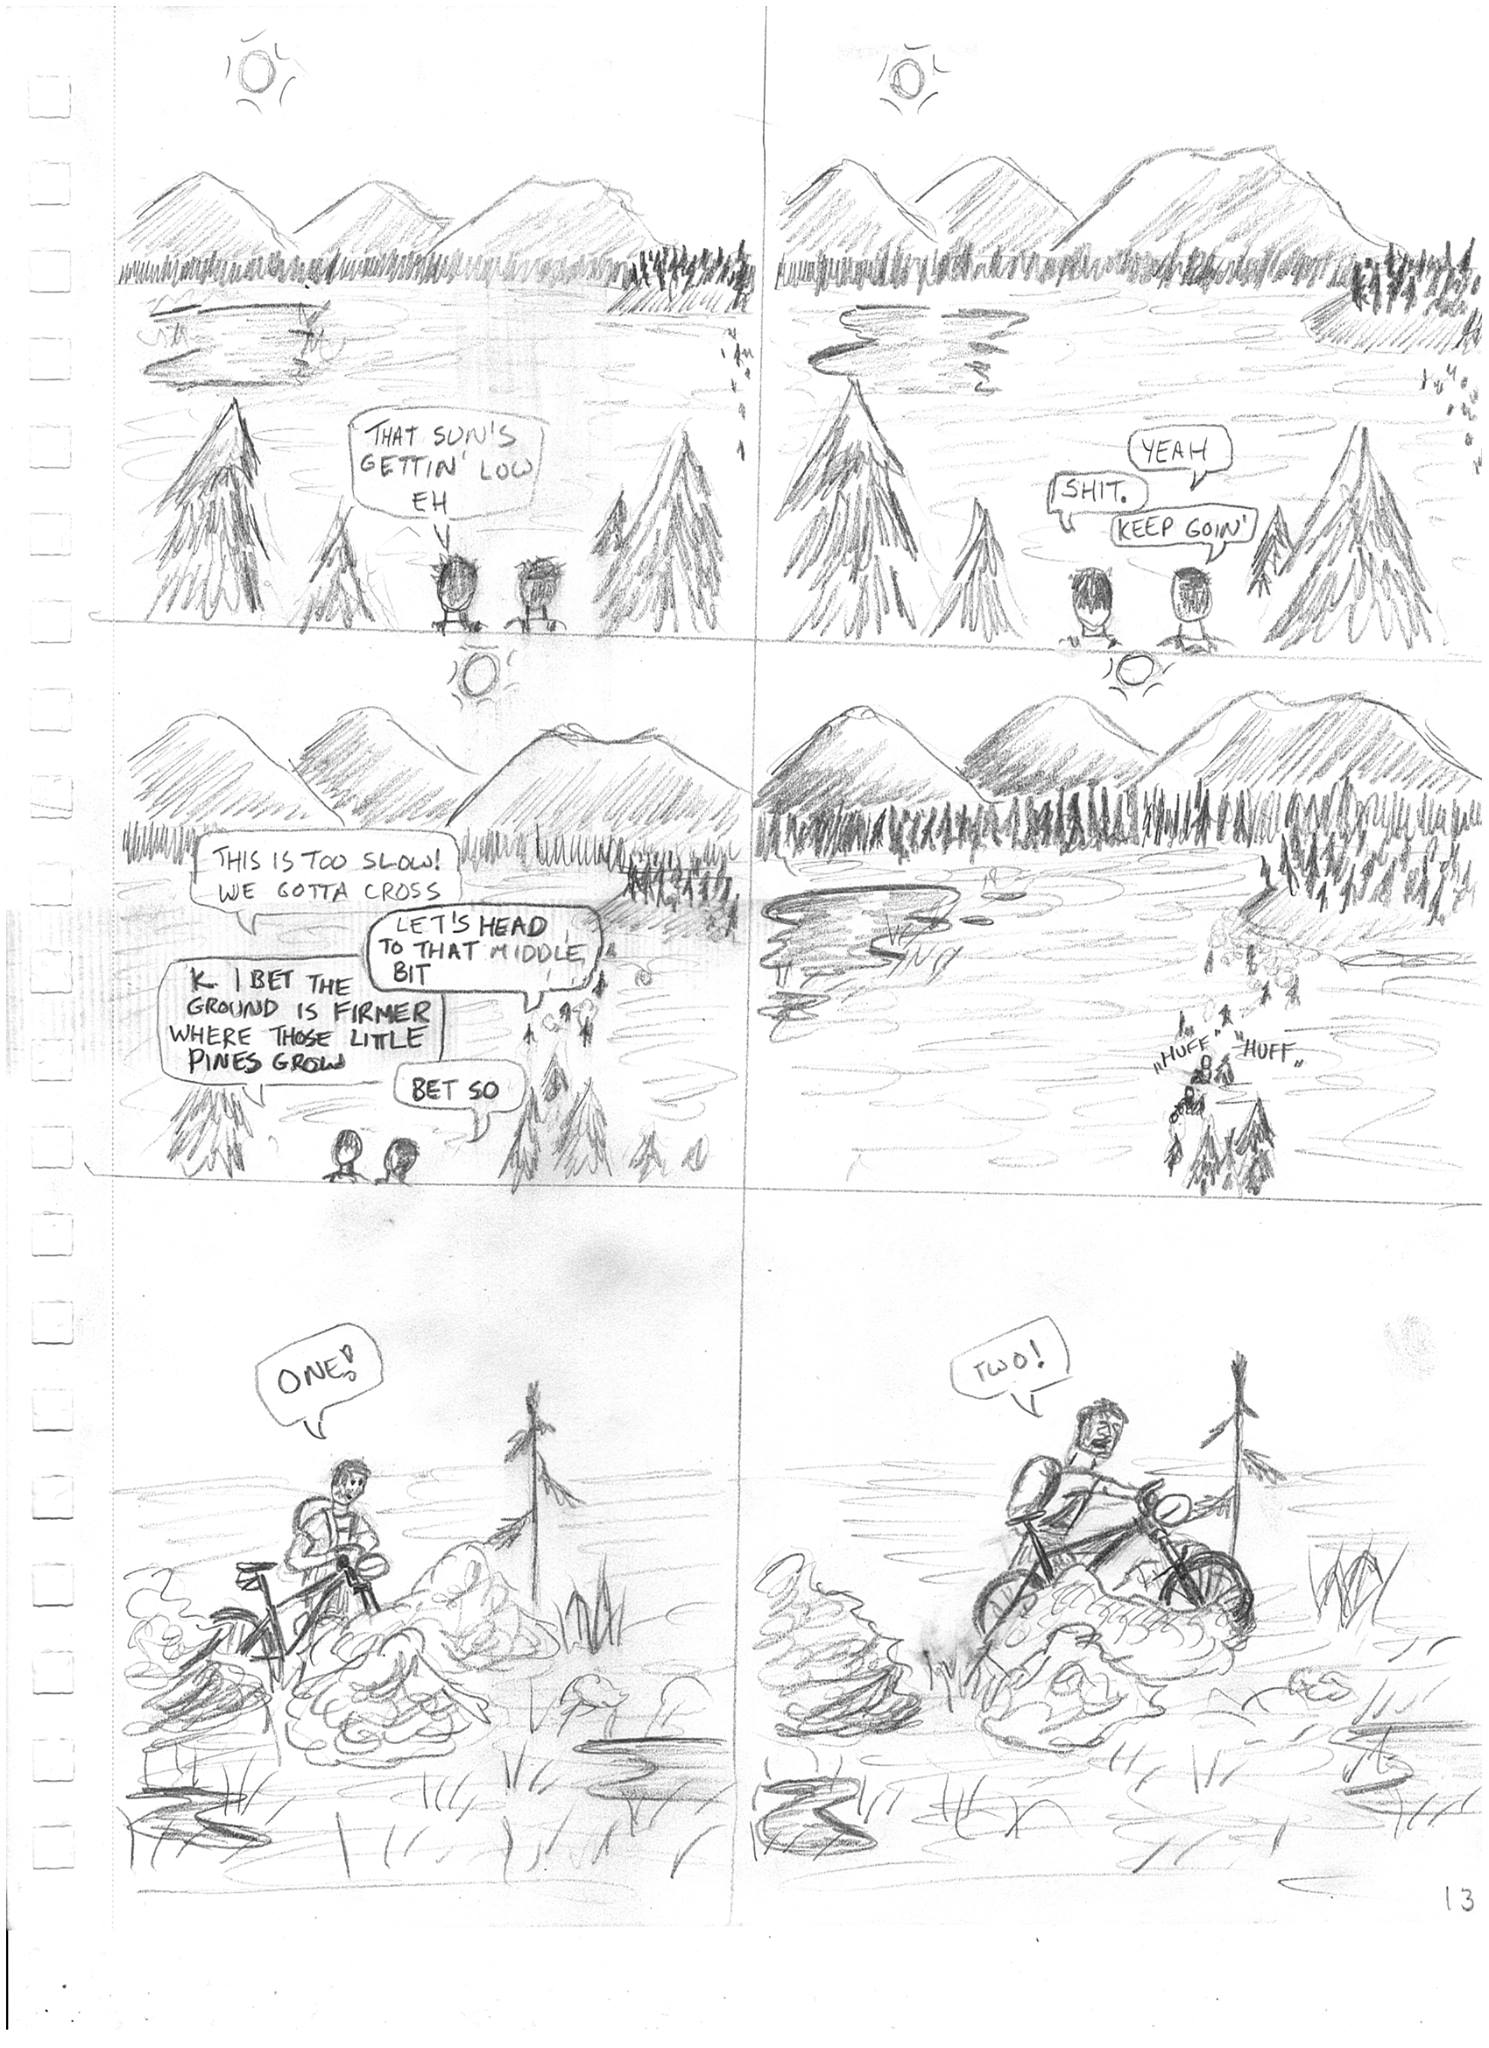 THAT SUN'S
GETTIN' LOW
EH
YEAH
SHIT.
KEEP GOIN'
THIS IS TOO SLOW!
WE GOTTA CROSS
LET'S HEAD
TO THAT MIDDLE
BIT
K. I BET THE
GROUND IS FIRMER
WHERE THOSE LITTLE
PINES GROW
BET SO
"HUFF" "HUFF"
ONE!
TWO!
13